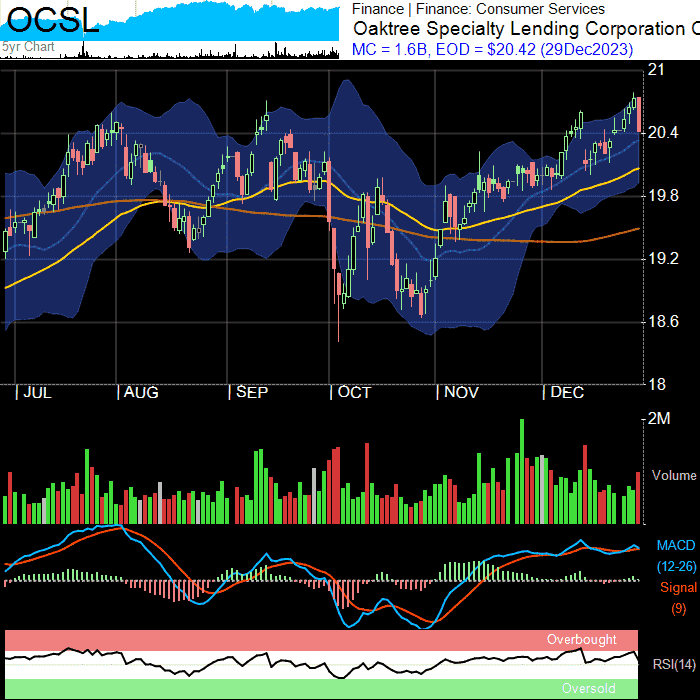 OCSL
5yr Chart
Finance | Finance: Consumer Services
Oaktree Specialty Lending Corporation C
MC = 1.6B, EOD = $20.42 (29Dec2023)
21
20.4
19.8
19.2
18.6
18
JUL AUG SEP OCT NOV DEC
2M
Volume
MACD
(12-26)
Signal
(9)
Overbought
RSI(14)
Oversold